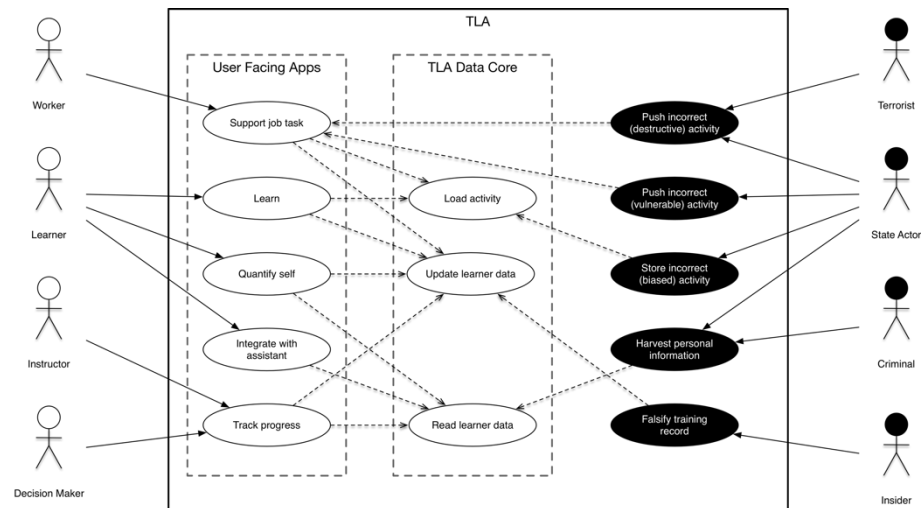 TLA
User Facing Apps
TLA Data Core
Worker
Learner
Instructor
Decision Maker
Support job task
Learn
Quantify self
Integrate with
assistant
Track progress
Load activity
Update learner data
Read learner data
Push incorrect
(destructive) activity
Push incorrect
(vulnerable) activity
Store incorrect
(biased) activity
Harvest personal
information
Falsify training
record
Terrorist
State Actor
Criminal
Insider